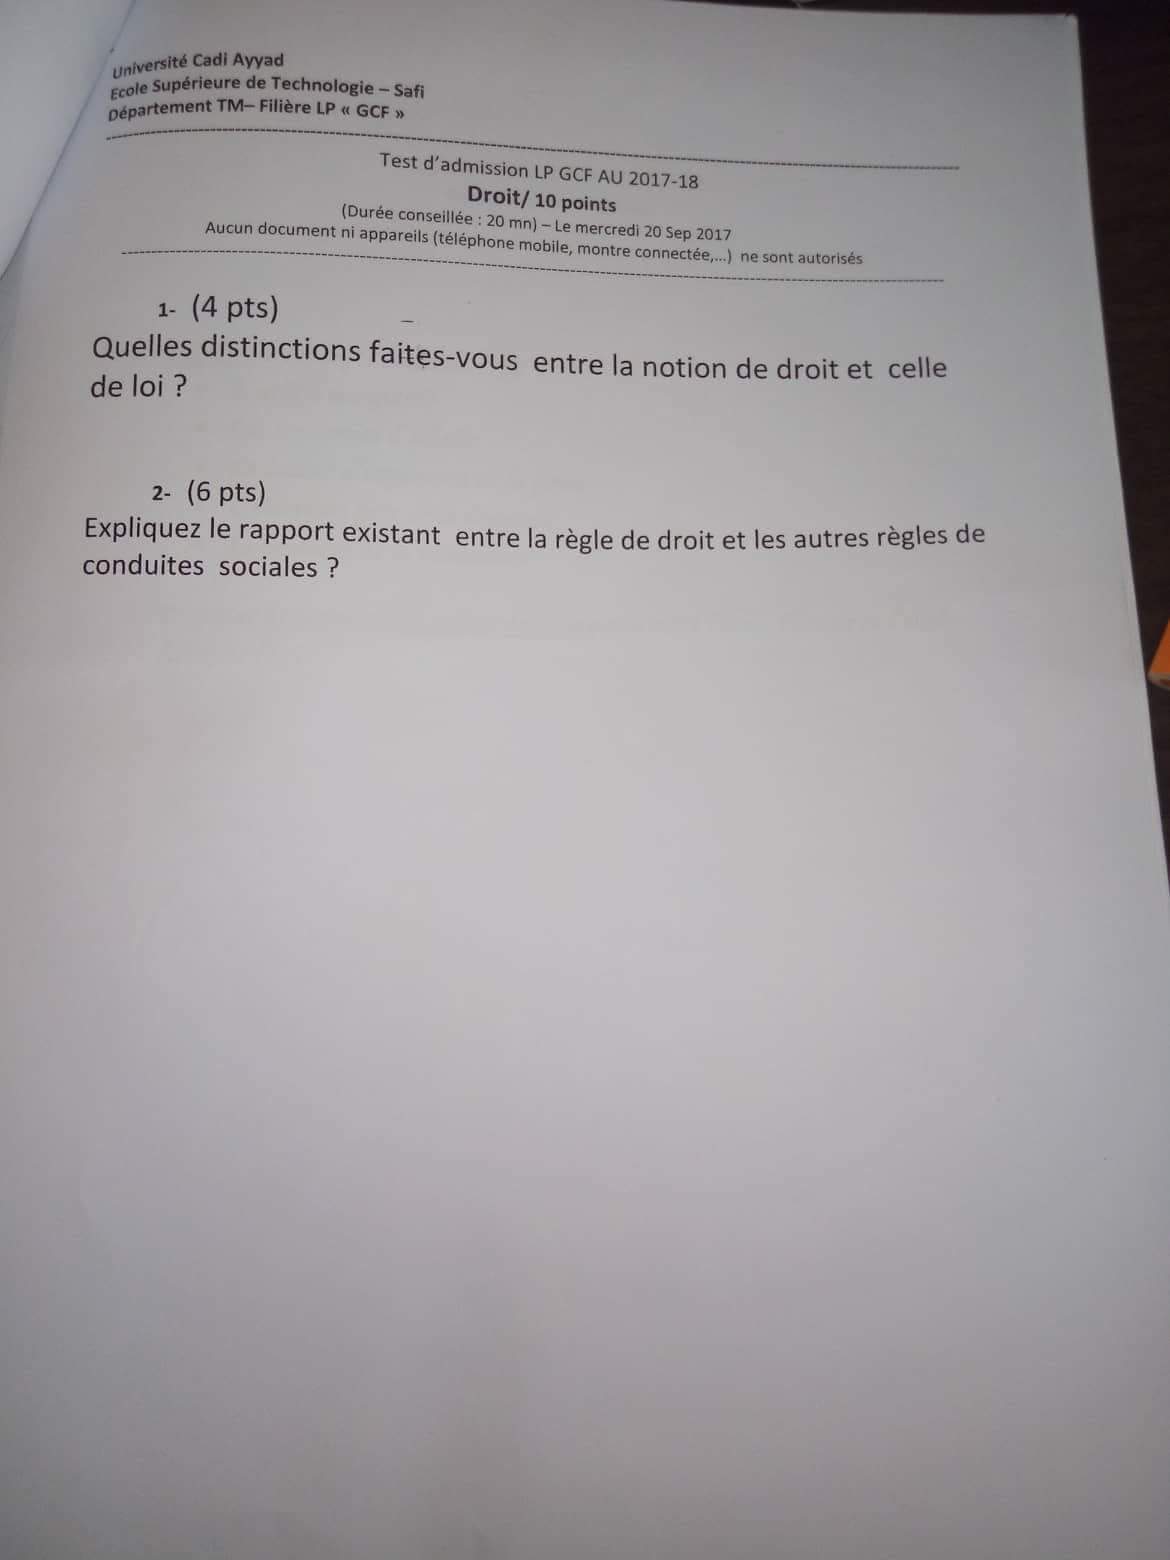 Université Cadi Ayyad
Ecole Supérieure de Technologie – Safi
Département TM– Filière LP « GCF »
Test d’admission LP GCF AU 2017-18
Droit/ 10 points
(Durée conseillée : 20 mn) – Le mercredi 20 Sep 2017
Aucun document ni appareils (téléphone mobile, montre connectée,...) ne sont autorisés
1- (4 pts)
Quelles distinctions faites-vous entre la notion de droit et celle
de loi ?
2- (6 pts)
Expliquez le rapport existant entre la règle de droit et les autres règles de
conduites sociales ?